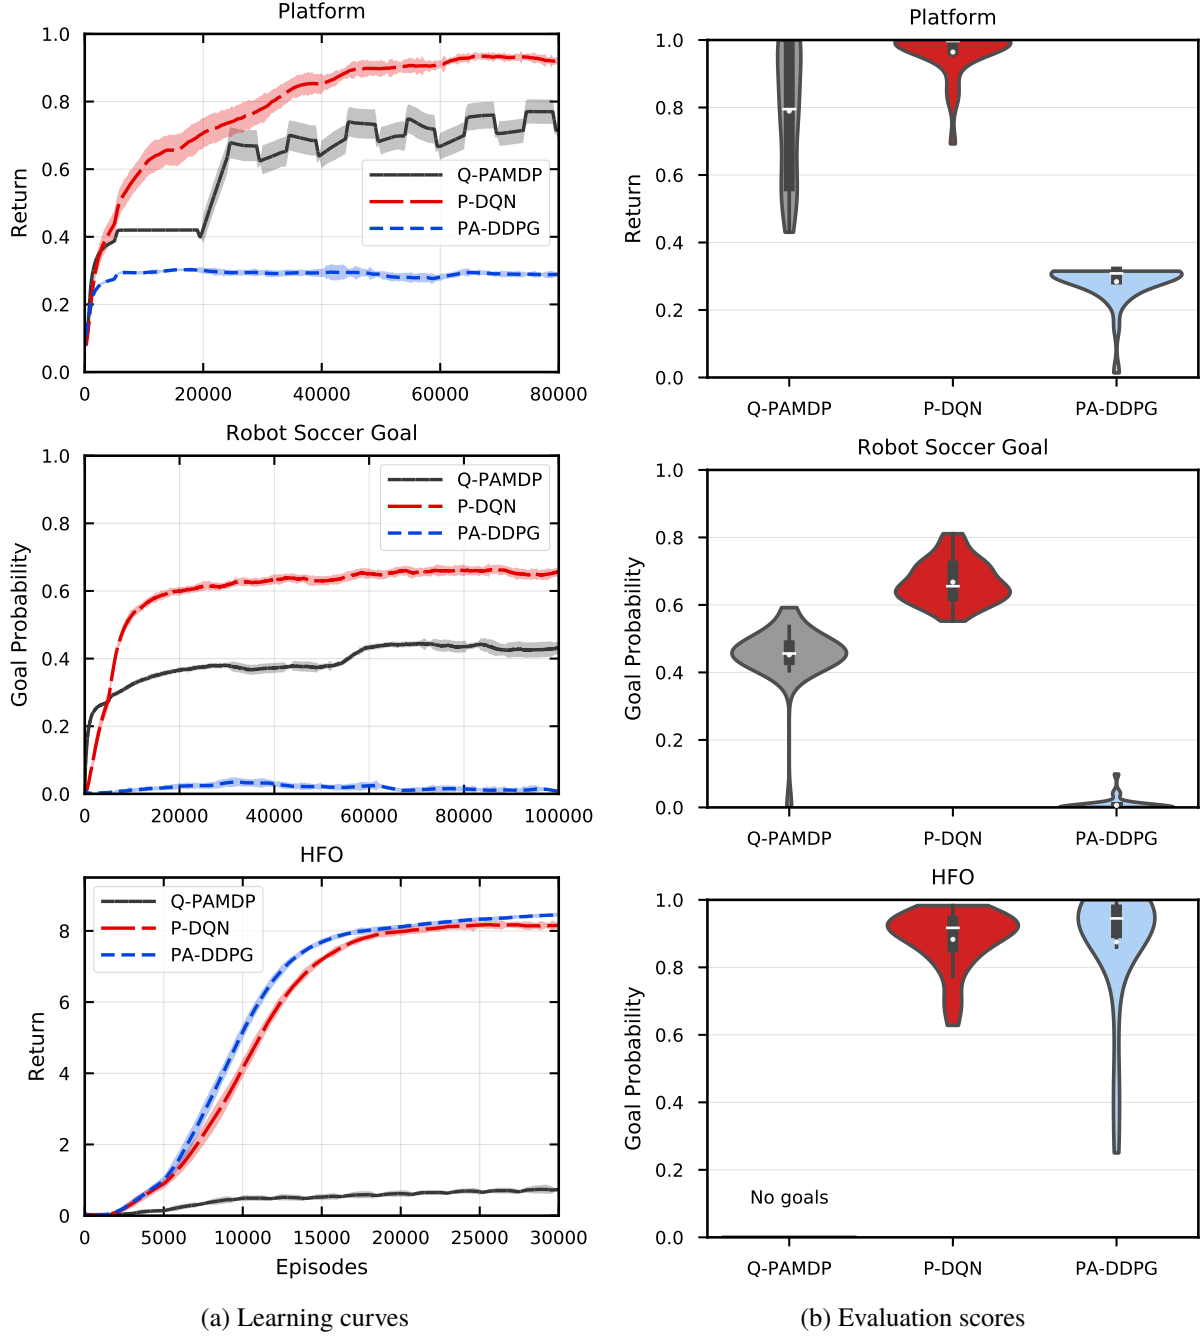 Platform
1.0
0.8
0.6
0.4
0.2
0.0
Return
Q-PAMDP
P-DQN
PA-DDPG
0
20000
40000
60000
80000
Platform
1.0
0.8
0.6
0.4
0.2
0.0
Return
Q-PAMDP
P-DQN
PA-DDPG
Robot Soccer Goal
1.0
0.8
0.6
0.4
0.2
0.0
Goal Probability
Q-PAMDP
P-DQN
PA-DDPG
0
20000
40000
60000
80000
100000
Robot Soccer Goal
1.0
0.8
0.6
0.4
0.2
0.0
Goal Probability
Q-PAMDP
P-DQN
PA-DDPG
HFO
8
6
4
2
0
Return
Q-PAMDP
P-DQN
PA-DDPG
0
5000
10000
15000
20000
25000
30000
Episodes
HFO
1.0
0.8
0.6
0.4
0.2
0.0
Goal Probability
No goals
Q-PAMDP
P-DQN
PA-DDPG
(a) Learning curves
(b) Evaluation scores